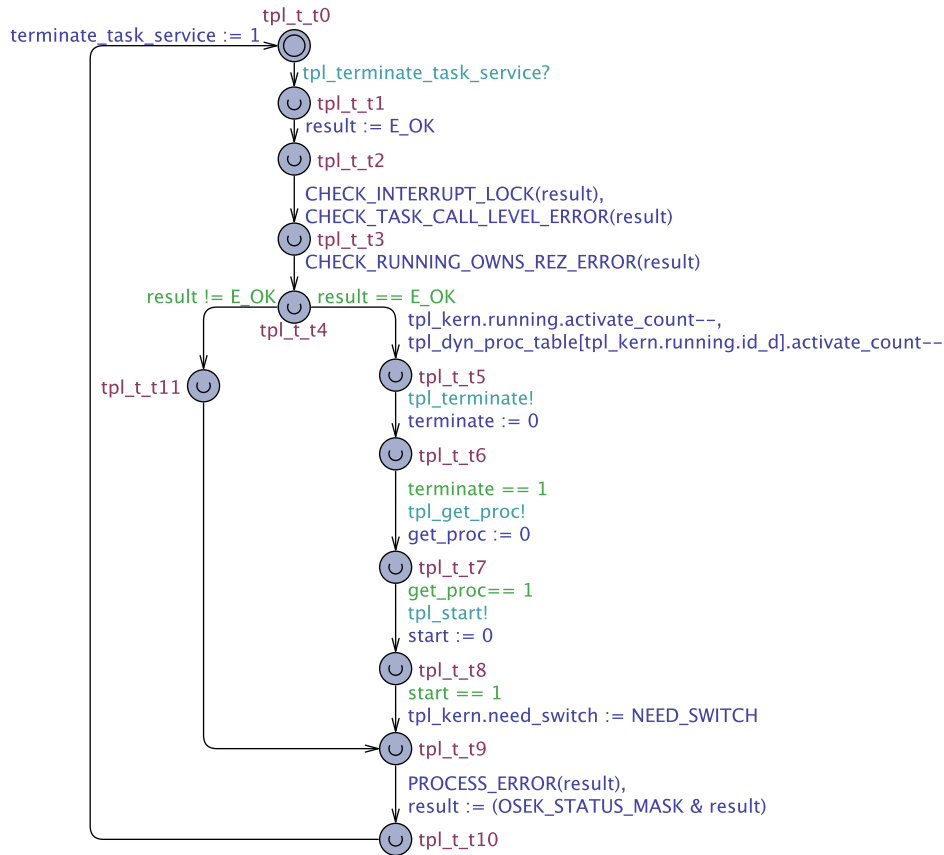 tpl_t_t0
terminate_task_service := 1
tpl_terminate_task_service?
tpl_t_t1
result := E_OK
tpl_t_t2
CHECK_INTERRUPT_LOCK(result),
CHECK_TASK_CALL_LEVEL_ERROR(result)
tpl_t_t3
CHECK_RUNNING_OWNS_REZ_ERROR(result)
result != E_OK
result == E_OK
tpl_t_t4
tpl_kern.running.activate_count--,
tpl_dyn_proc_table[tpl_kern.running.id_d].activate_count--
tpl_t_t11
tpl_t_t5
tpl_terminate!
terminate := 0
tpl_t_t6
terminate == 1
tpl_get_proc!
get_proc := 0
tpl_t_t7
get_proc== 1
tpl_start!
start := 0
tpl_t_t8
start == 1
tpl_kern.need_switch := NEED_SWITCH
tpl_t_t9
PROCESS_ERROR(result),
result := (OSEK_STATUS_MASK & result)
tpl_t_t10